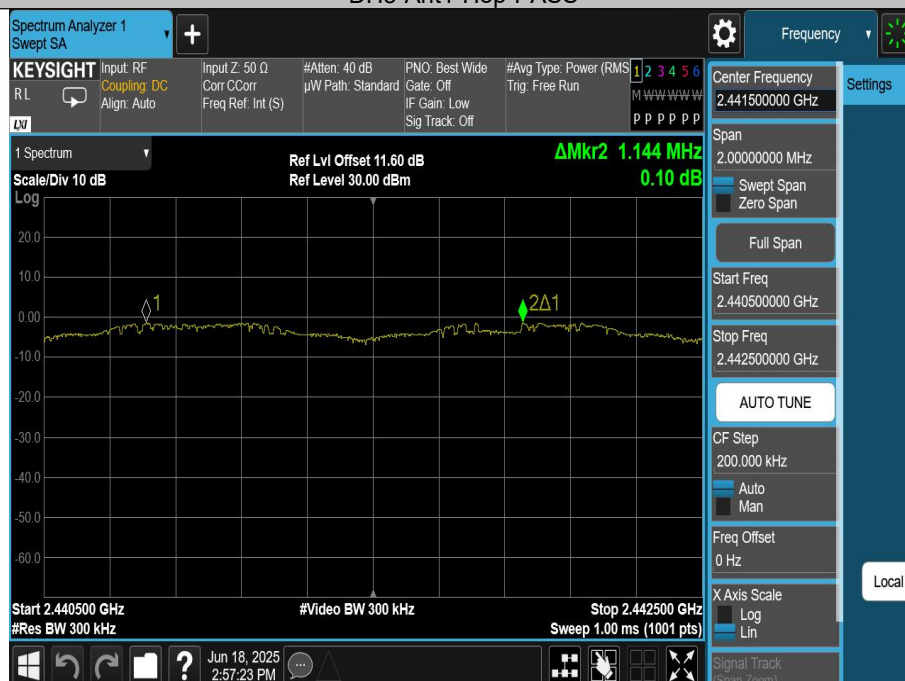 Spectrum Analyzer 1
Swept SA
Frequency
KEYSIGHT
RL
LXI
Input: RF
Coupling: DC
Align: Auto
Input Z: 50 Ω
Corr CCorr
Freq Ref: Int (S)
#Atten: 40 dB
µW Path: Standard
PNO: Best Wide
Gate: Off
IF Gain: Low
Sig Track: Off
#Avg Type: Power (RMS
Trig: Free Run
1 2 3 4 5 6
M W W W W W
P P P P P P
1 Spectrum
Scale/Div 10 dB
Log
Ref Lvl Offset 11.60 dB
Ref Level 30.00 dBm
ΔMkr2 1.144 MHz
0.10 dB
20.0
10.0
0.00
-10.0
-20.0
-30.0
-40.0
-50.0
-60.0
1
2Δ1
Start 2.440500 GHz
#Res BW 300 kHz
#Video BW 300 kHz
Stop 2.442500 GHz
Sweep 1.00 ms (1001 pts)
Center Frequency
2.441500000 GHz
Settings
Span
2.00000000 MHz
Swept Span
Zero Span
Full Span
Start Freq
2.440500000 GHz
Stop Freq
2.442500000 GHz
AUTO TUNE
CF Step
200.000 kHz
Auto
Man
Freq Offset
0 Hz
Local
X Axis Scale
Log
Lin
Signal Track
(Span Zoom)
?
Jun 18, 2025
2:57:23 PM